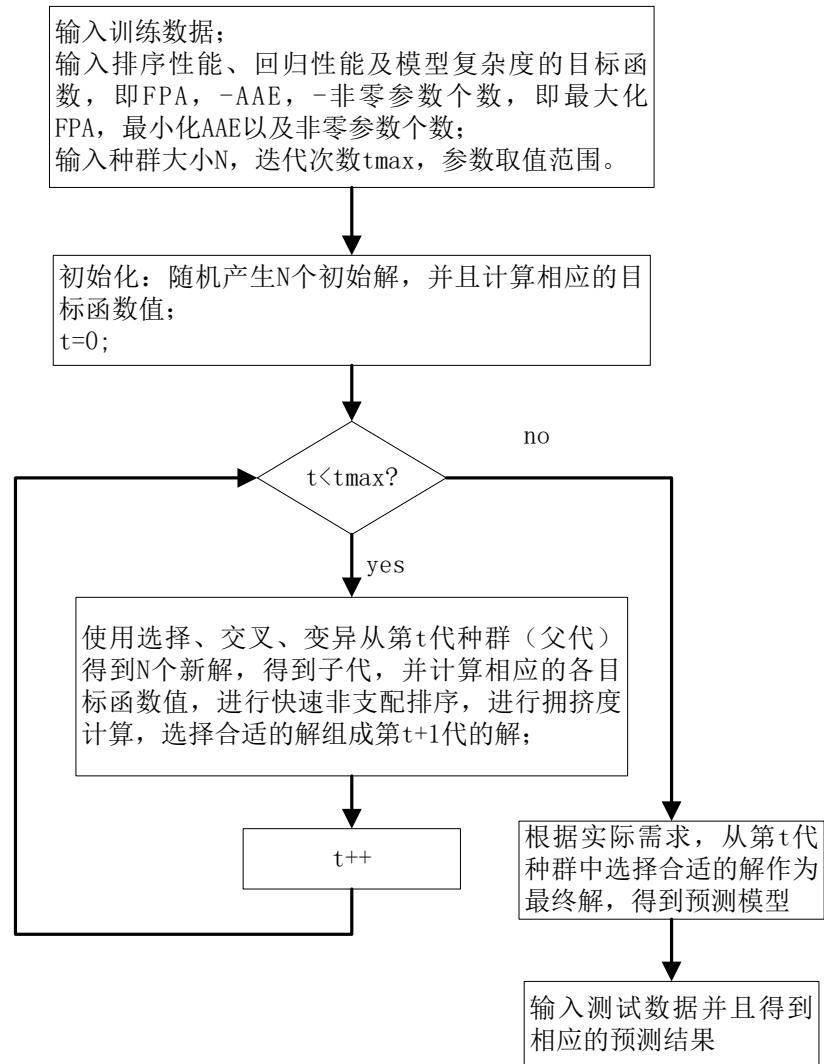 输入训练数据;
输入排序性能、回归性能及模型复杂度的目标函
数，即FPA，-AAE，-非零参数个数，即最大化
FPA，最小化AAE以及非零参数个数;
输入种群大小N，迭代次数tmax，参数取值范围。
初始化：随机产生N个初始解，并且计算相应的目
标函数值;
t=0;
t<tmax?
no
yes
使用选择、交叉、变异从第t代种群（父代）
得到N个新解，得到子代，并计算相应的各目
标函数值，进行快速非支配排序，进行拥挤度
计算，选择合适的解组成第t+1代的解;
t++
根据实际需求，从第t代
种群中选择合适的解作为
最终解，得到预测模型
输入测试数据并且得到
相应的预测结果